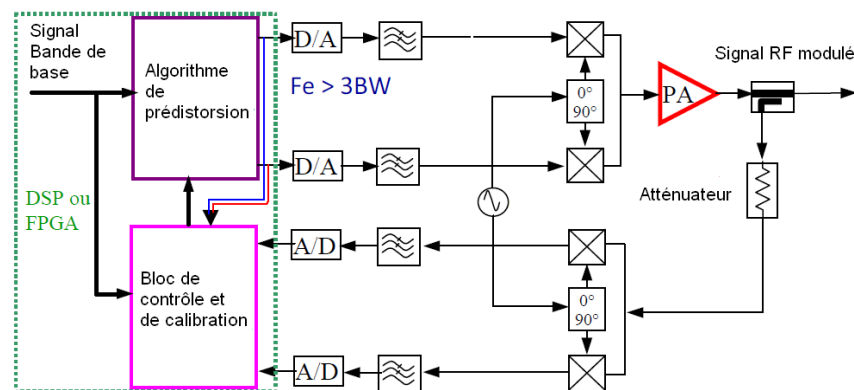 Signal
Bande de
base
Algorithme
de
prédistorsion
D/A
Fe > 3BW
0°
90°
PA
Signal RF modulé
D/A
Atténuateur
DSP ou
FPGA
A/D
Bloc de
contrôle et
de calibration
0°
90°
A/D